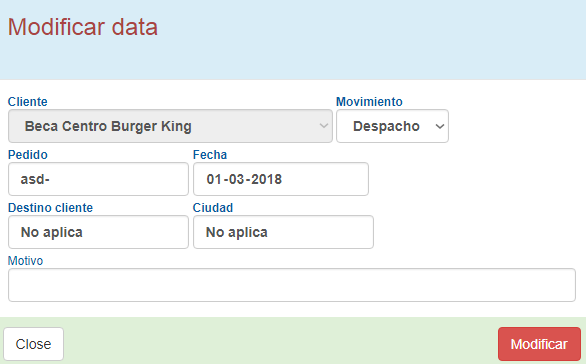 Modificar data
Cliente Movimiento
Beca Centro Burger King Despacho
Pedido Fecha
asd- 01-03-2018
Destino cliente Ciudad
No aplica No aplica
Motivo
Close Modificar